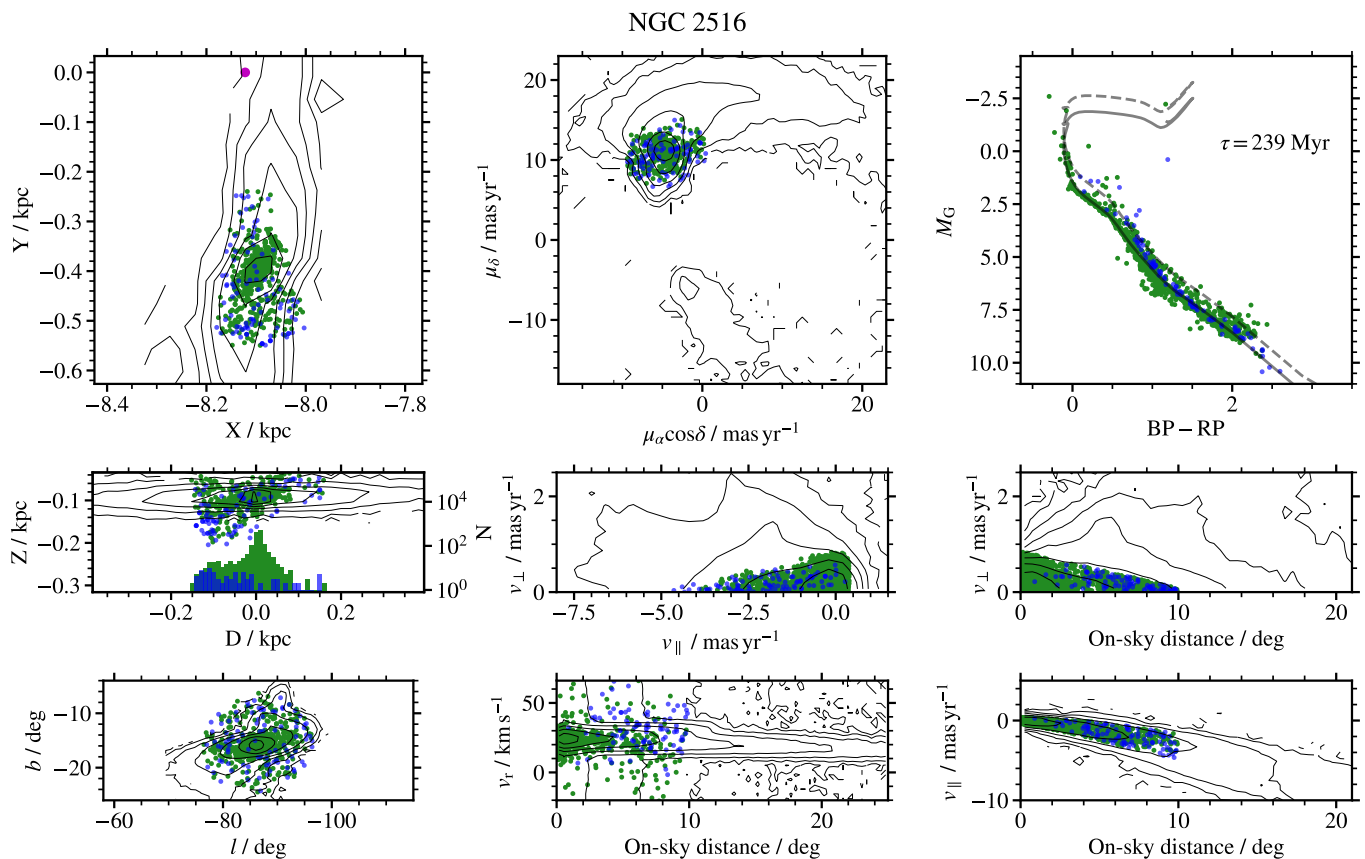 NGC 2516
0.0
−0.1
−0.2
−0.3
−0.4
−0.5
−0.6
Y / kpc
−8.4
−8.2
−8.0
−7.8
X / kpc
20
10
0
−10
μδ / mas yr−1
0
10
20
−10
μαcosδ / mas yr−1
−2.5
0.0
2.5
5.0
7.5
10.0
MG
τ = 239 Myr
0
2
BP − RP
−0.1
−0.2
−0.3
Z / kpc
104
102
100
N
−0.2
0.0
0.2
D / kpc
2
0
v⊥ / mas yr−1
−7.5
−5.0
−2.5
0.0
v∥ / mas yr−1
2
0
v⊥ / mas yr−1
0
10
20
On-sky distance / deg
−10
−20
b / deg
−60
−80
−100
l / deg
50
0
vr / km s−1
0
10
20
On-sky distance / deg
0
−10
v∥ / mas yr−1
0
10
20
On-sky distance / deg